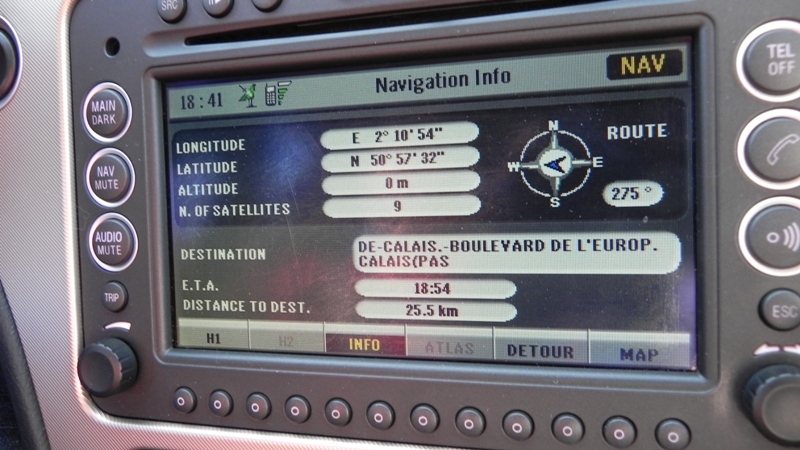 SRC
18:41 Navigation Info NAV
LONGITUDE E 2° 10' 54"
LATITUDE N 50° 57' 32"
ALTITUDE 0 m
N. OF SATELLITES 9
N
W E
S
ROUTE
275 °
DESTINATION DE-CALAIS.-BOULEVARD DE L'EUROP.
CALAIS(PAS
E.T.A. 18:54
DISTANCE TO DEST. 25.5 km
H1 H2 INFO ATLAS DETOUR MAP
MAIN
DARK
NAV
MUTE
AUDIO
MUTE
TRIP
TEL
OFF
ESC